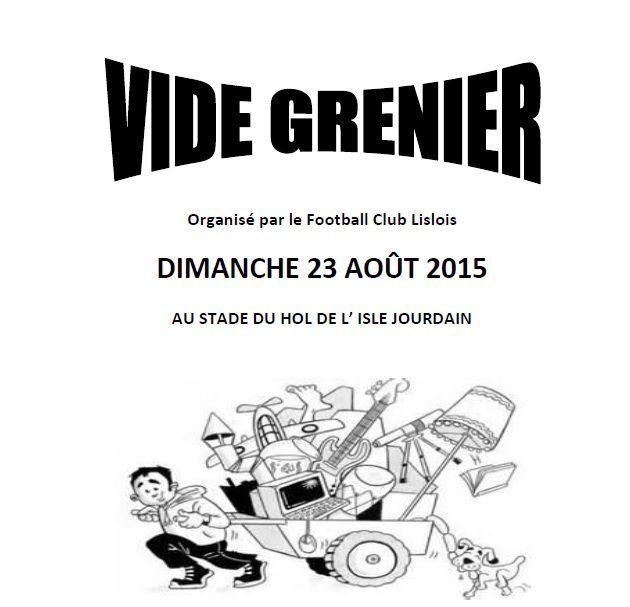 VIDE GRENIER
Organisé par le Football Club Lislois
DIMANCHE 23 AOÛT 2015
AU STADE DU HOL DE L’ ISLE JOURDAIN